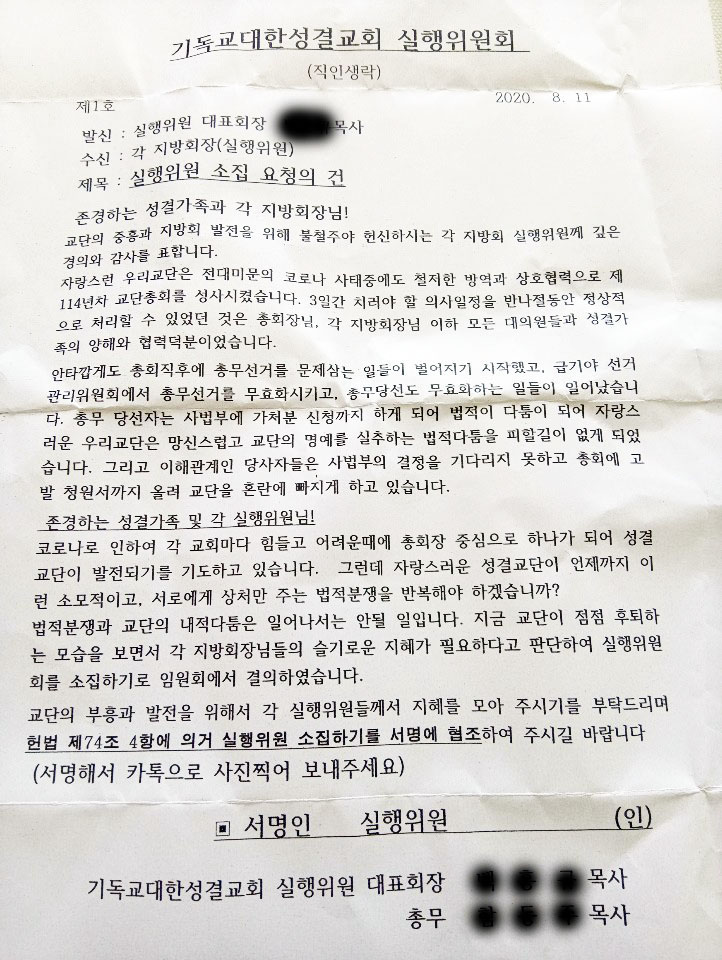 기독교대한성결교회 실행위원회
(직인생략)
제1호
2020. 8. 11
발신 : 실행위원 대표회장 목사
수신 : 각 지방회장(실행위원)
제목 : 실행위원 소집 요청의 건
존경하는 성결가족과 각 지방회장님!
교단의 중흥과 지방회 발전을 위해 불철주야 헌신하시는 각 지방회 실행위원께 깊은
경의와 감사를 표합니다.
자랑스런 우리교단은 전대미문의 코로나 사태중에도 철저한 방역과 상호협력으로 제
114년차 교단총회를 성사시켰습니다. 3일간 치러야 할 의사일정을 반나절동안 정상적
으로 처리할 수 있었던 것은 총회장님, 각 지방회장님 이하 모든 대의원들과 성결가
족의 양해와 협력덕분이었습니다.
안타깝게도 총회직후에 총무선거를 문제삼는 일들이 벌어지기 시작했고, 급기야 선거
관리위원회에서 총무선거를 무효화시키고, 총무당선도 무효화하는 일들이 일어났습니
다. 총무 당선자는 사법부에 가처분 신청까지 하게 되어 법적이 다툼이 되어 자랑스
러운 우리교단은 망신스럽고 교단의 명예를 실추하는 법적다툼을 피할길이 없게 되었
습니다. 그리고 이해관계인 당사자들은 사법부의 결정을 기다리지 못하고 총회에 고
발 청원서까지 올려 교단을 혼란에 빠지게 하고 있습니다.
존경하는 성결가족 및 각 실행위원님!
코로나로 인하여 각 교회마다 힘들고 어려운때에 총회장 중심으로 하나가 되어 성결
교단이 발전되기를 기도하고 있습니다. 그런데 자랑스러운 성결교단이 언제까지 이
런 소모적이고, 서로에게 상처만 주는 법적분쟁을 반복해야 하겠습니까?
법적분쟁과 교단의 내적다툼은 일어나서는 안될 일입니다. 지금 교단이 점점 후퇴하
는 모습을 보면서 각 지방회장님들의 슬기로운 지혜가 필요하다고 판단하여 실행위원
회를 소집하기로 임원회에서 결의하였습니다.
교단의 부흥과 발전을 위해서 각 실행위원들께서 지혜를 모아 주시기를 부탁드리며
헌법 제74조 4항에 의거 실행위원 소집하기를 서명에 협조하여 주시길 바랍니다
(서명해서 카톡으로 사진찍어 보내주세요)
▣ 서명인 실행위원 (인)
기독교대한성결교회 실행위원 대표회장 목사
총무 목사